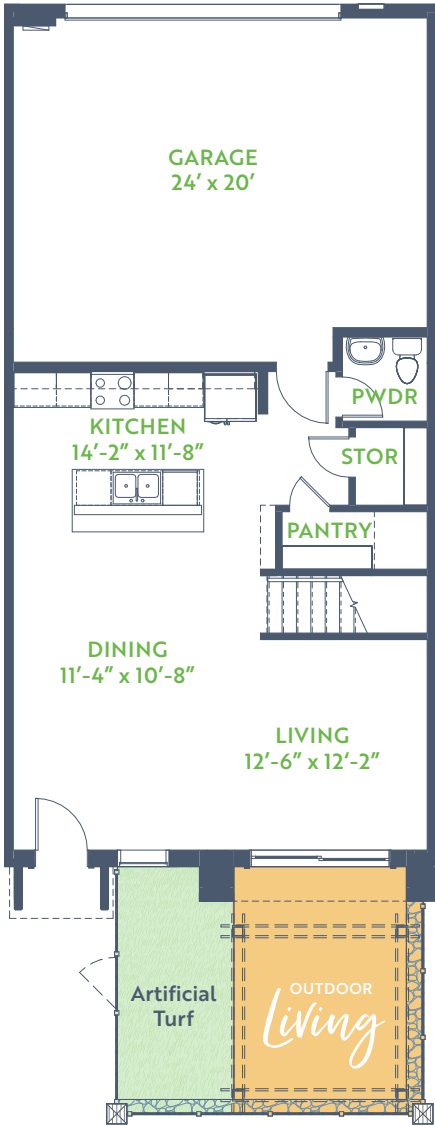 GARAGE
24′ x 20′
PWDR
KITCHEN
14′-2″ x 11′-8″
STOR
PANTRY
DINING
11′-4″ x 10′-8″
LIVING
12′-6″ x 12′-2″
Artificial
Turf
OUTDOOR
Living